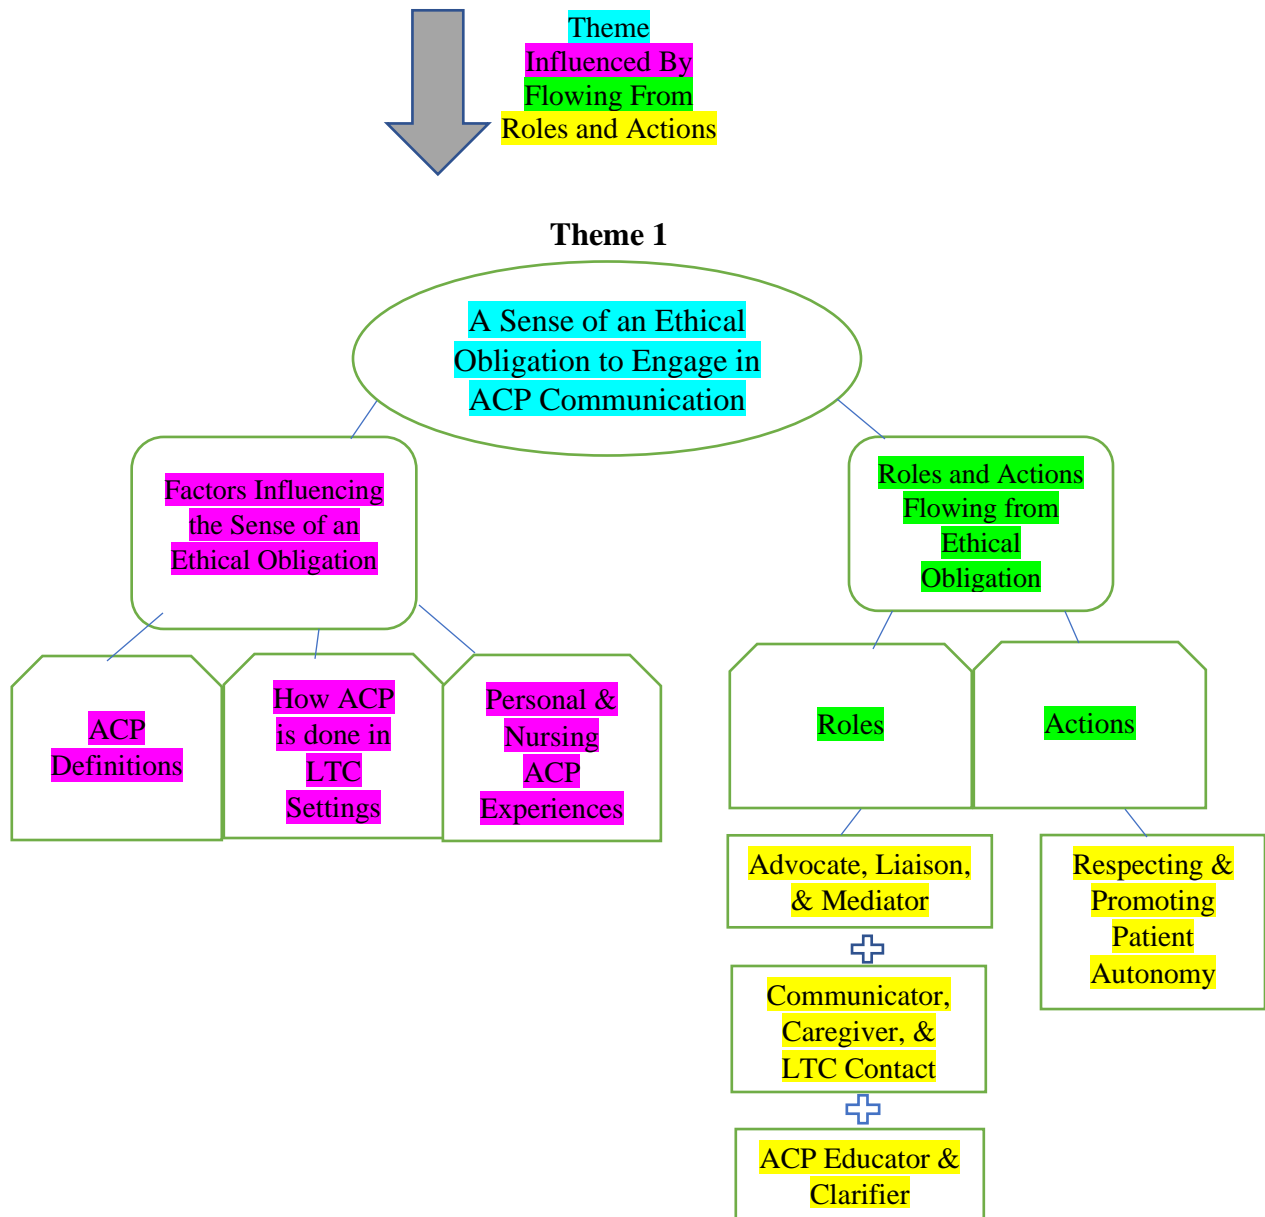 Theme
Influenced By
Flowing From
Roles and Actions
Theme 1
A Sense of an Ethical
Obligation to Engage in
ACP Communication
Factors Influencing
the Sense of an
Ethical Obligation
Roles and Actions
Flowing from
Ethical
Obligation
ACP
Definitions
How ACP
is done in
LTC
Settings
Personal &
Nursing
ACP
Experiences
Roles
Actions
Advocate, Liaison,
& Mediator
Respecting &
Promoting
Patient
Autonomy
Communicator,
Caregiver, &
LTC Contact
ACP Educator &
Clarifier